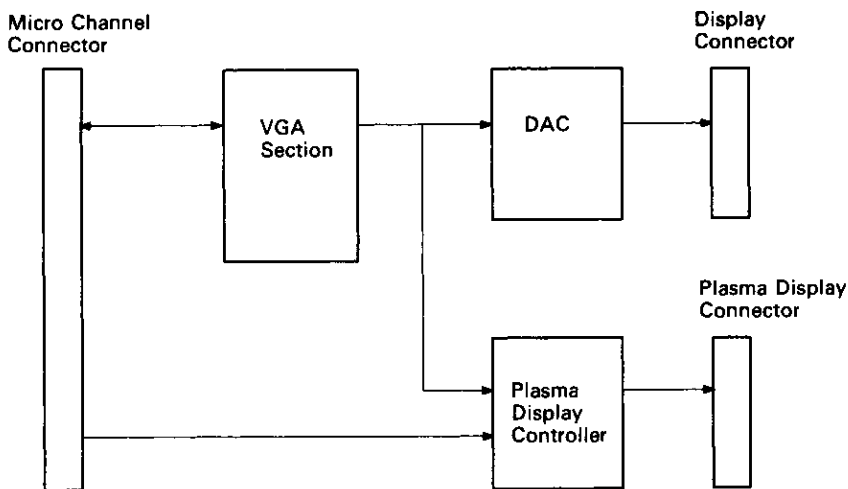 Micro Channel
Connector
Display
Connector
VGA
Section
DAC
Plasma Display
Connector
Plasma
Display
Controller